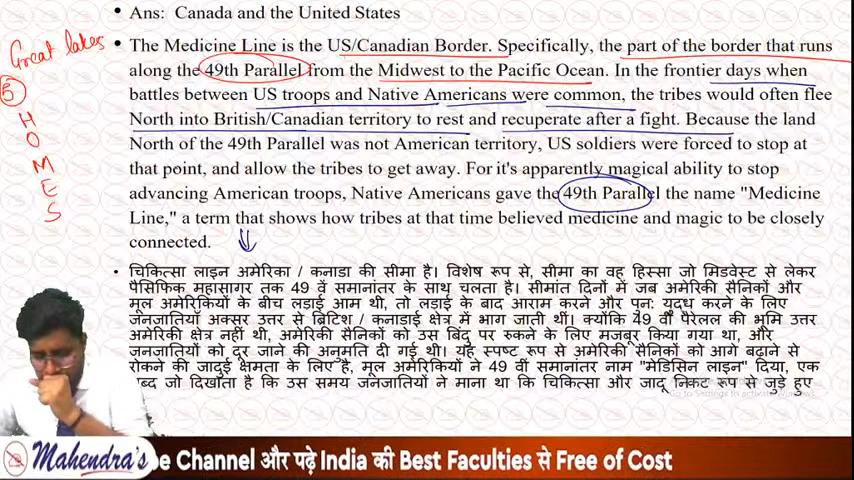 • Ans: Canada and the United States
Great lakes
5
H
O
M
E
S
• The Medicine Line is the US/Canadian Border. Specifically, the part of the border that runs
along the 49th Parallel from the Midwest to the Pacific Ocean. In the frontier days when
battles between US troops and Native Americans were common, the tribes would often flee
North into British/Canadian territory to rest and recuperate after a fight. Because the land
North of the 49th Parallel was not American territory, US soldiers were forced to stop at
that point, and allow the tribes to get away. For it's apparently magical ability to stop
advancing American troops, Native Americans gave the 49th Parallel the name "Medicine
Line," a term that shows how tribes at that time believed medicine and magic to be closely
connected.
• चिकित्सा लाइन अमेरिका / कनाडा की सीमा है। विशेष रूप से, सीमा का वह हिस्सा जो मिडवेस्ट से लेकर
पैसिफिक महासागर तक 49 वें समानांतर के साथ चलता है। सीमांत दिनों में जब अमेरिकी सैनिकों और
मूल अमेरिकियों के बीच लड़ाई आम थी, तो लड़ाई के बाद आराम करने और पुन: युद्ध करने के लिए
जनजातियाँ अक्सर उत्तर से ब्रिटिश / कनाडाई क्षेत्र में भाग जाती थीं। क्योंकि 49 वीं पैरेलल की भूमि उत्तर
अमेरिकी क्षेत्र नहीं थी, अमेरिकी सैनिकों को उस बिंदु पर रुकने के लिए मजबूर किया गया था, और
जनजातियों को दूर जाने की अनुमति दी गई थी। यह स्पष्ट रूप से अमेरिकी सैनिकों को आगे बढ़ाने से
रोकने की जादुई क्षमता के लिए है, मूल अमेरिकियों ने 49 वीं समानांतर नाम "मेडिसिन लाइन" दिया, एक
शब्द जो दिखाता है कि उस समय जनजातियों ने माना था कि चिकित्सा और जादू निकट रूप से जुड़े हुए
Go to Settings to activate Windows.
Mahendra's
be Channel और पढ़े India की Best Faculties से Free of Cost